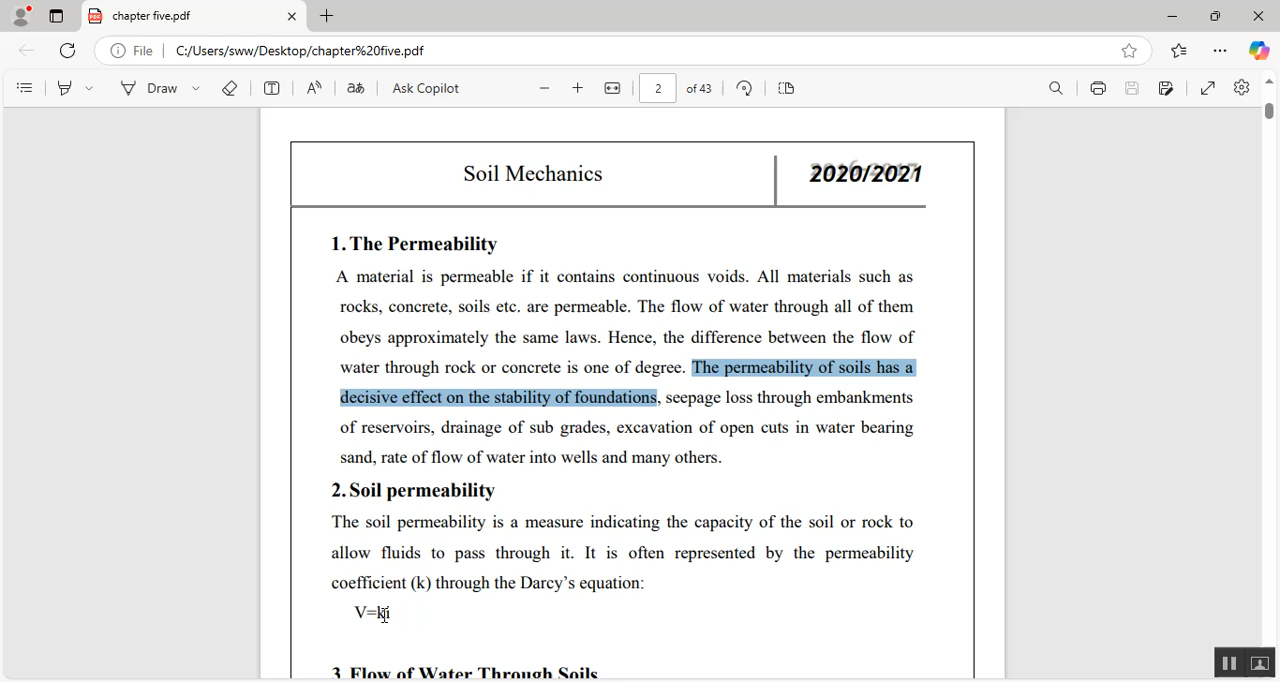 chapter five.pdf
File C:/Users/sww/Desktop/chapter%20five.pdf
Draw aあ Ask Copilot 2 of 43
Soil Mechanics 2020/2021
1. The Permeability
A material is permeable if it contains continuous voids. All materials such as
rocks, concrete, soils etc. are permeable. The flow of water through all of them
obeys approximately the same laws. Hence, the difference between the flow of
water through rock or concrete is one of degree. The permeability of soils has a
decisive effect on the stability of foundations, seepage loss through embankments
of reservoirs, drainage of sub grades, excavation of open cuts in water bearing
sand, rate of flow of water into wells and many others.
2. Soil permeability
The soil permeability is a measure indicating the capacity of the soil or rock to
allow fluids to pass through it. It is often represented by the permeability
coefficient (k) through the Darcy's equation:
V=ki
3. Flow of Water Through Soils